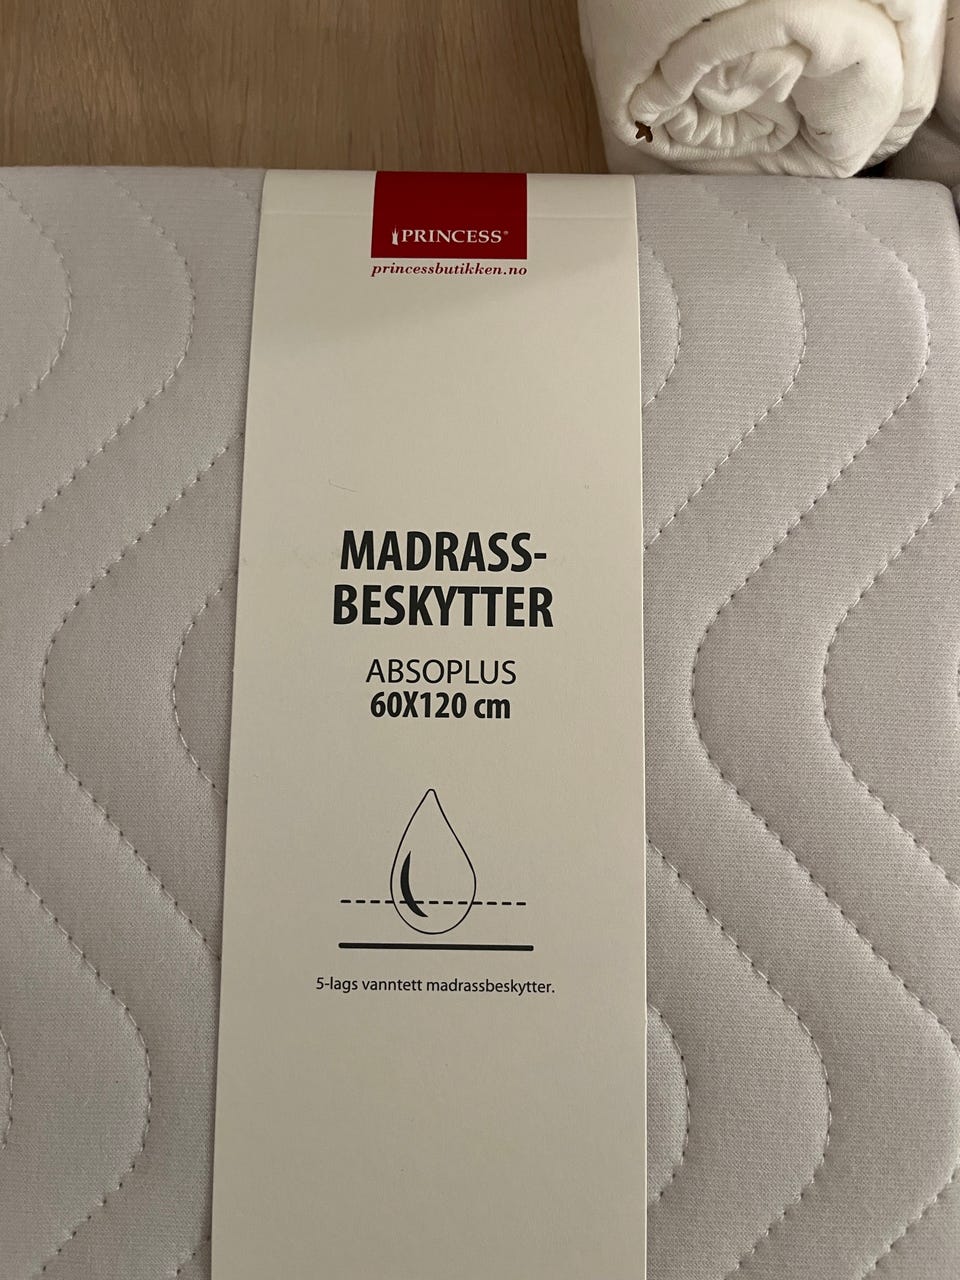 PRINCESS®
princessbutikken.no
MADRASS-
BESKYTTER
ABSOPLUS
60X120 cm
5-lags vanntett madrassbeskytter.